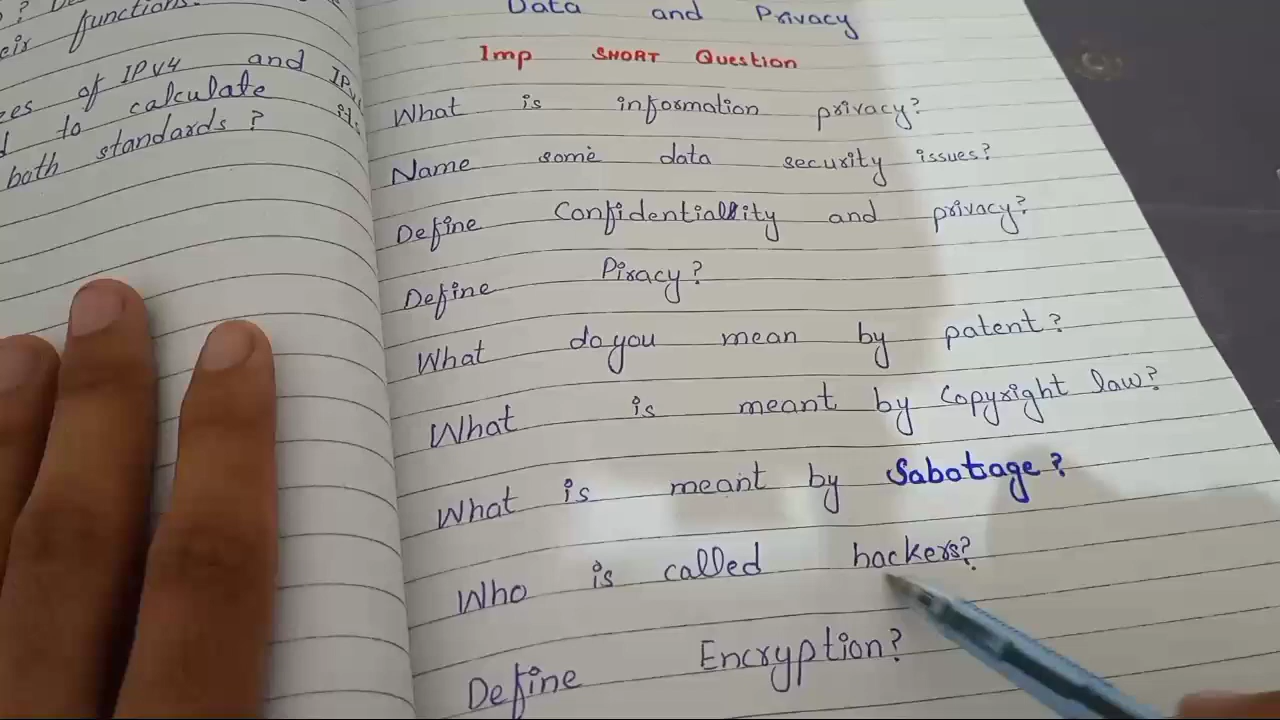 functions.
of IPV4 and
to calculate
both standards?
Data and Privacy
Imp SHORT Question
What is information privacy?
Name some data security issues?
Define Confidentiality and privacy?
Define Piracy?
What do you mean by patent?
What is meant by Copyright law?
What is meant by Sabotage?
Who is called hackers?
Define Encryption?